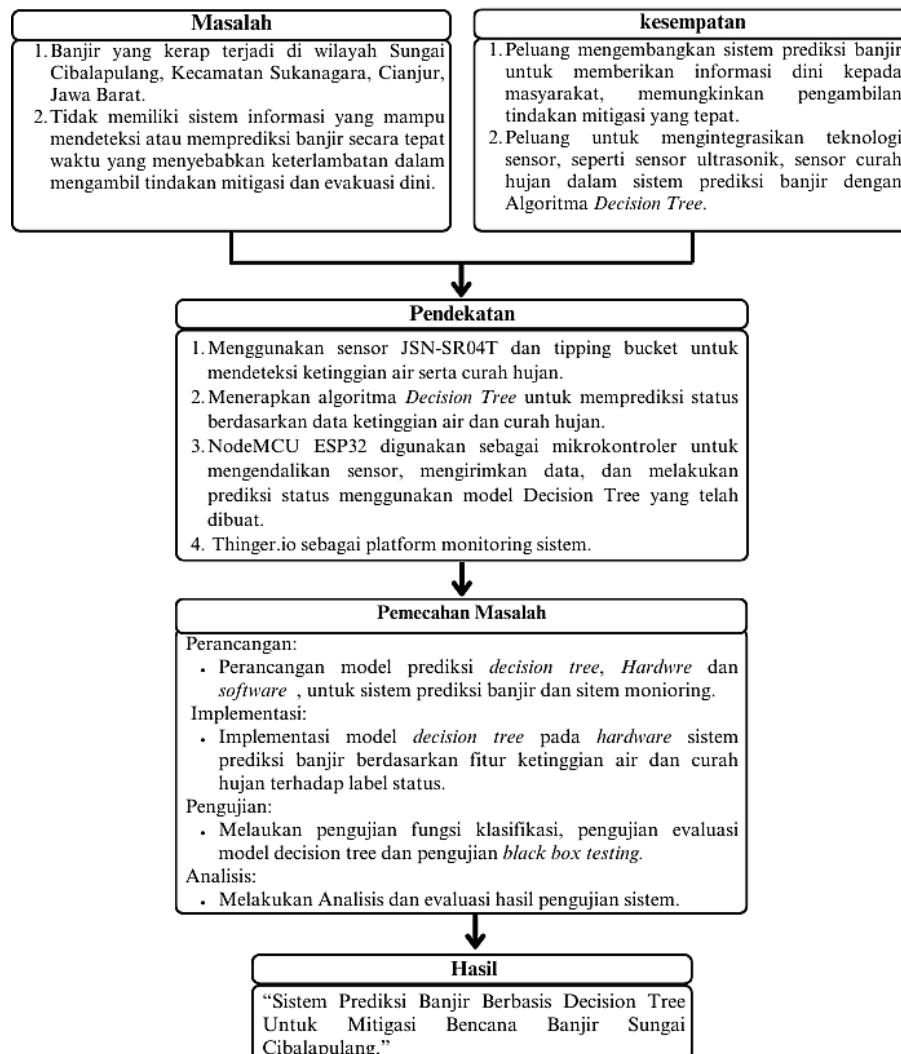 Masalah
1. Banjir yang kerap terjadi di wilayah Sungai
Cibalapulang, Kecamatan Sukanagara, Cianjur,
Jawa Barat.
2. Tidak memiliki sistem informasi yang mampu
mendeteksi atau memprediksi banjir secara tepat
waktu yang menyebabkan keterlambatan dalam
mengambil tindakan mitigasi dan evakuasi dini.
kesempatan
1. Peluang mengembangkan sistem prediksi banjir
untuk memberikan informasi dini kepada
masyarakat, memungkinkan pengambilan
tindakan mitigasi yang tepat.
2. Peluang untuk mengintegrasikan teknologi
sensor, seperti sensor ultrasonik, sensor curah
hujan dalam sistem prediksi banjir dengan
Algoritma Decision Tree.
Pendekatan
1. Menggunakan sensor JSN-SR04T dan tipping bucket untuk
mendeteksi ketinggian air serta curah hujan.
2. Menerapkan algoritma Decision Tree untuk memprediksi status
berdasarkan data ketinggian air dan curah hujan.
3. NodeMCU ESP32 digunakan sebagai mikrokontroler untuk
mengendalikan sensor, mengirimkan data, dan melakukan
prediksi status menggunakan model Decision Tree yang telah
dibuat.
4. Thinger.io sebagai platform monitoring sistem.
Pemecahan Masalah
Perancangan:
• Perancangan model prediksi decision tree, Hardwre dan
software , untuk sistem prediksi banjir dan sitem monioring.
Implementasi:
• Implementasi model decision tree pada hardware sistem
prediksi banjir berdasarkan fitur ketinggian air dan curah
hujan terhadap label status.
Pengujian:
• Melaukan pengujian fungsi klasifikasi, pengujian evaluasi
model decision tree dan pengujian black box testing.
Analisis:
• Melakukan Analisis dan evaluasi hasil pengujian sistem.
Hasil
“Sistem Prediksi Banjir Berbasis Decision Tree
Untuk Mitigasi Bencana Banjir Sungai
Cibalapulang.”